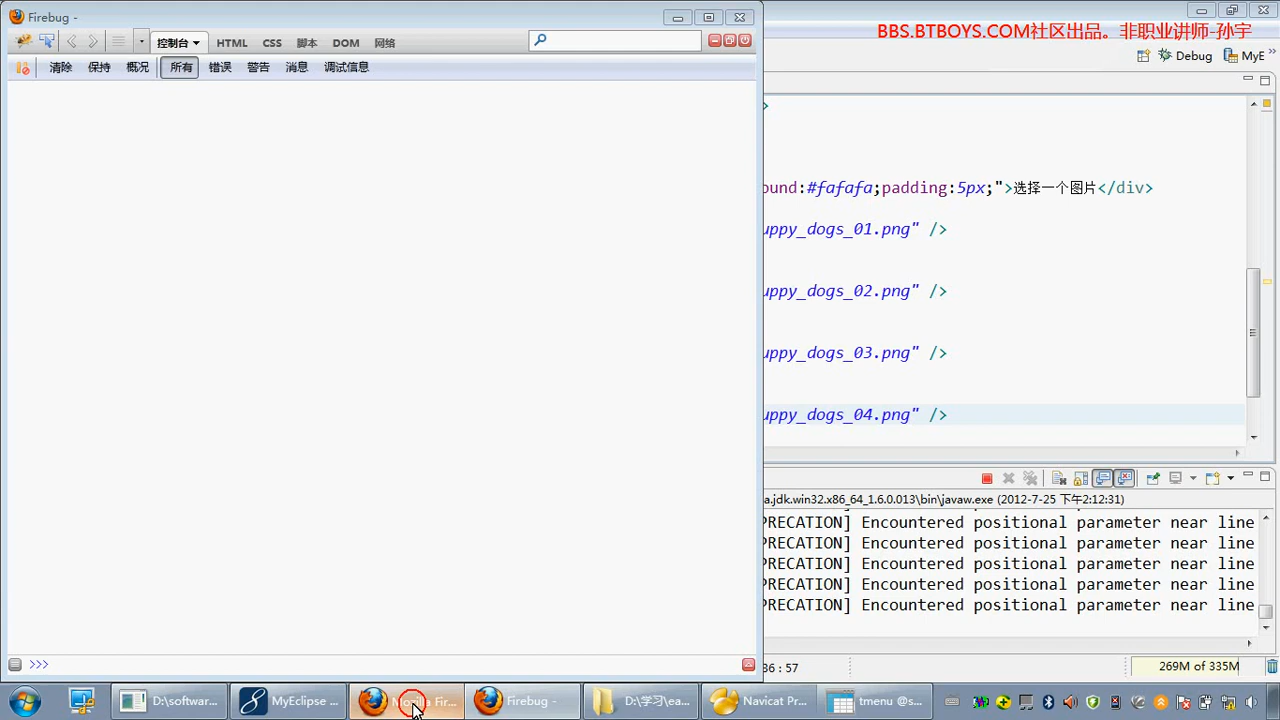 Firebug -
BBS.BTBOYS.COM社区出品。非职业讲师-孙宇
控制台 HTML CSS 脚本 DOM 网络
Debug MyE
清除 保持 概况 所有 错误 警告 消息 调试信息
>
ound:#fafafa;padding:5px;">选择一个图片</div>
uppy_dogs_01.png" />
uppy_dogs_02.png" />
uppy_dogs_03.png" />
uppy_dogs_04.png" />
a.jdk.win32.x86_64_1.6.0.013\bin\javaw.exe (2012-7-25 下午2:12:31)
PRECATION] Encountered positional parameter near line
PRECATION] Encountered positional parameter near line
PRECATION] Encountered positional parameter near line
PRECATION] Encountered positional parameter near line
PRECATION] Encountered positional parameter near line
>>>
36 : 57
269M of 335M
D:\software... MyEclipse ... Mozilla Fir... Firebug - D:\学习\ea... Navicat Pr... tmenu @s...